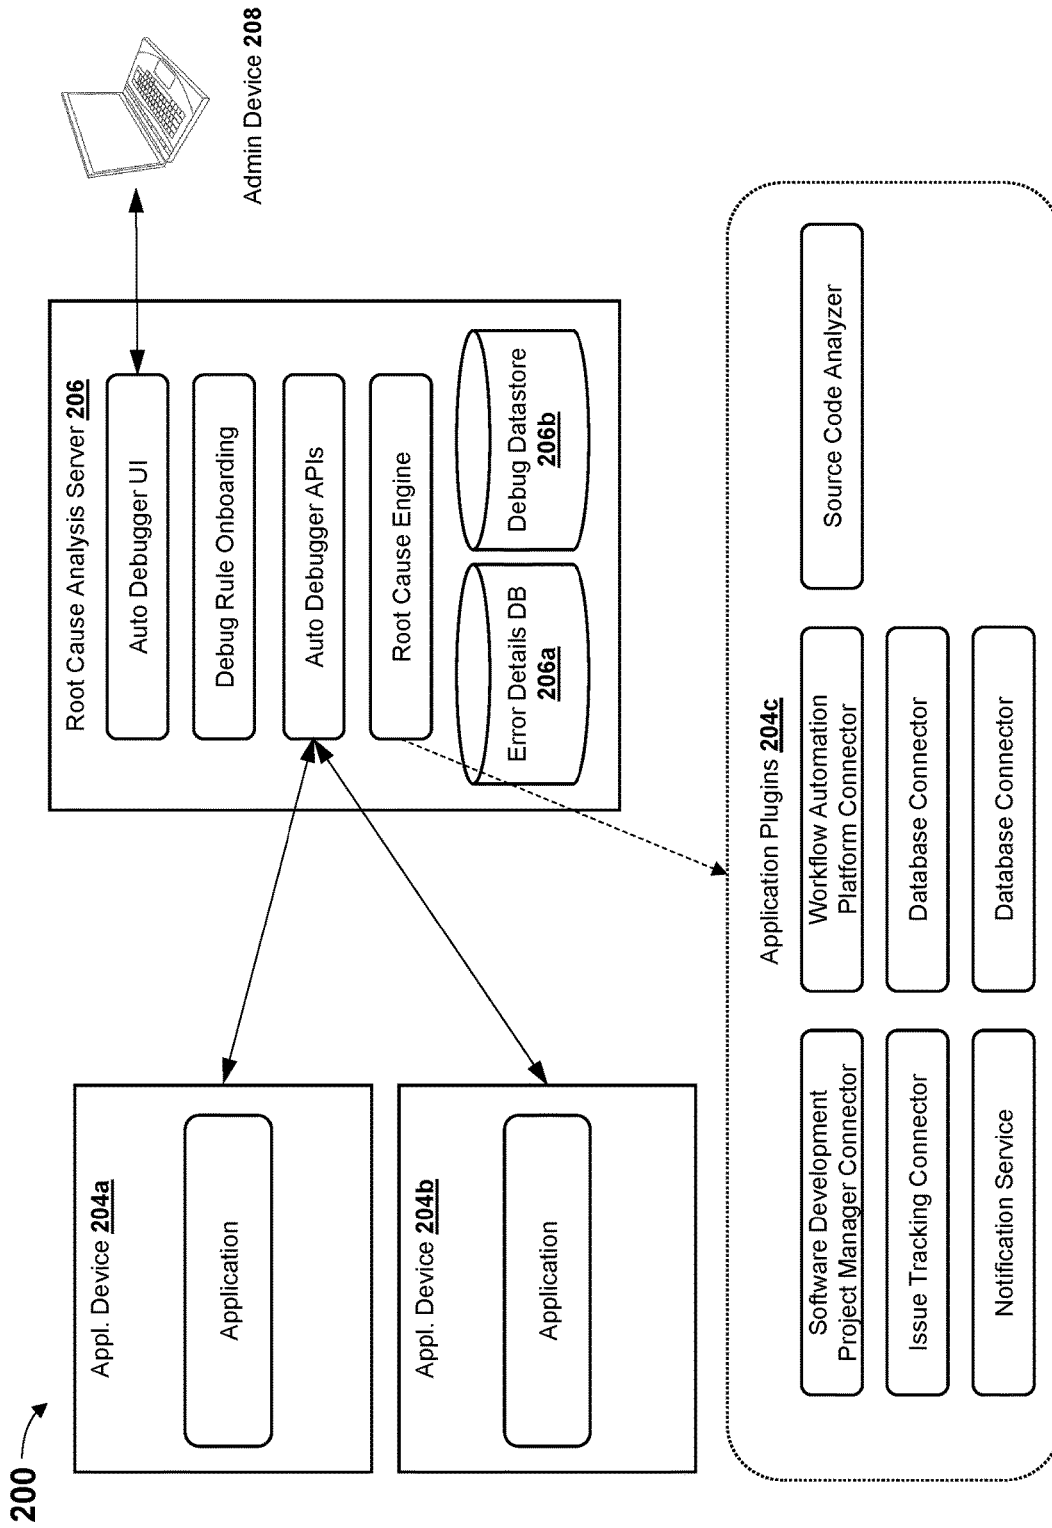 200
Appl. Device 204a
Application
Appl. Device 204b
Application
Root Cause Analysis Server 206
Auto Debugger UI
Debug Rule Onboarding
Auto Debugger APIs
Root Cause Engine
Error Details DB
206a
Debug Datastore
206b
Admin Device 208
Application Plugins 204c
Software Development
Project Manager Connector
Issue Tracking Connector
Notification Service
Workflow Automation
Platform Connector
Database Connector
Database Connector
Source Code Analyzer